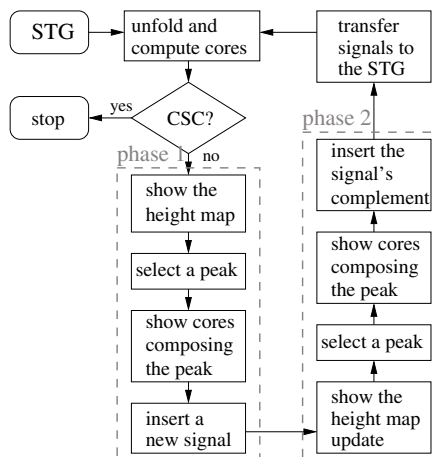 STG
unfold and
compute cores
transfer
signals to
the STG
stop
yes
CSC?
no
phase 1
show the
height map
select a peak
show cores
composing
the peak
insert a
new signal
phase 2
insert the
signal's
complement
show cores
composing
the peak
select a peak
show the
height map
update